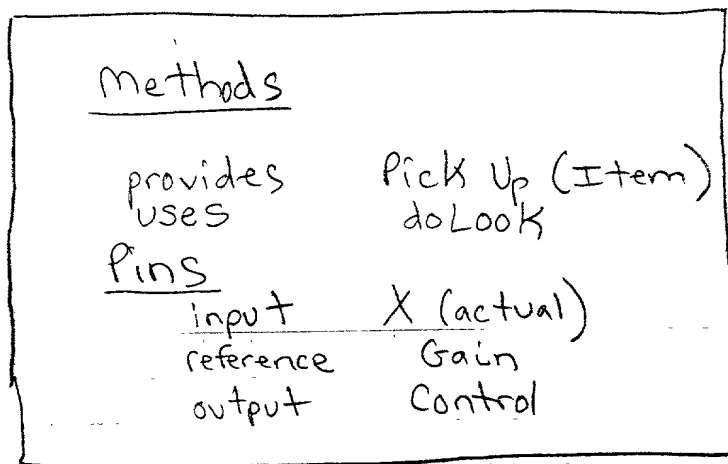 Methods
provides Pick Up (Item)
uses doLook
Pins
input X (actual)
reference Gain
output Control